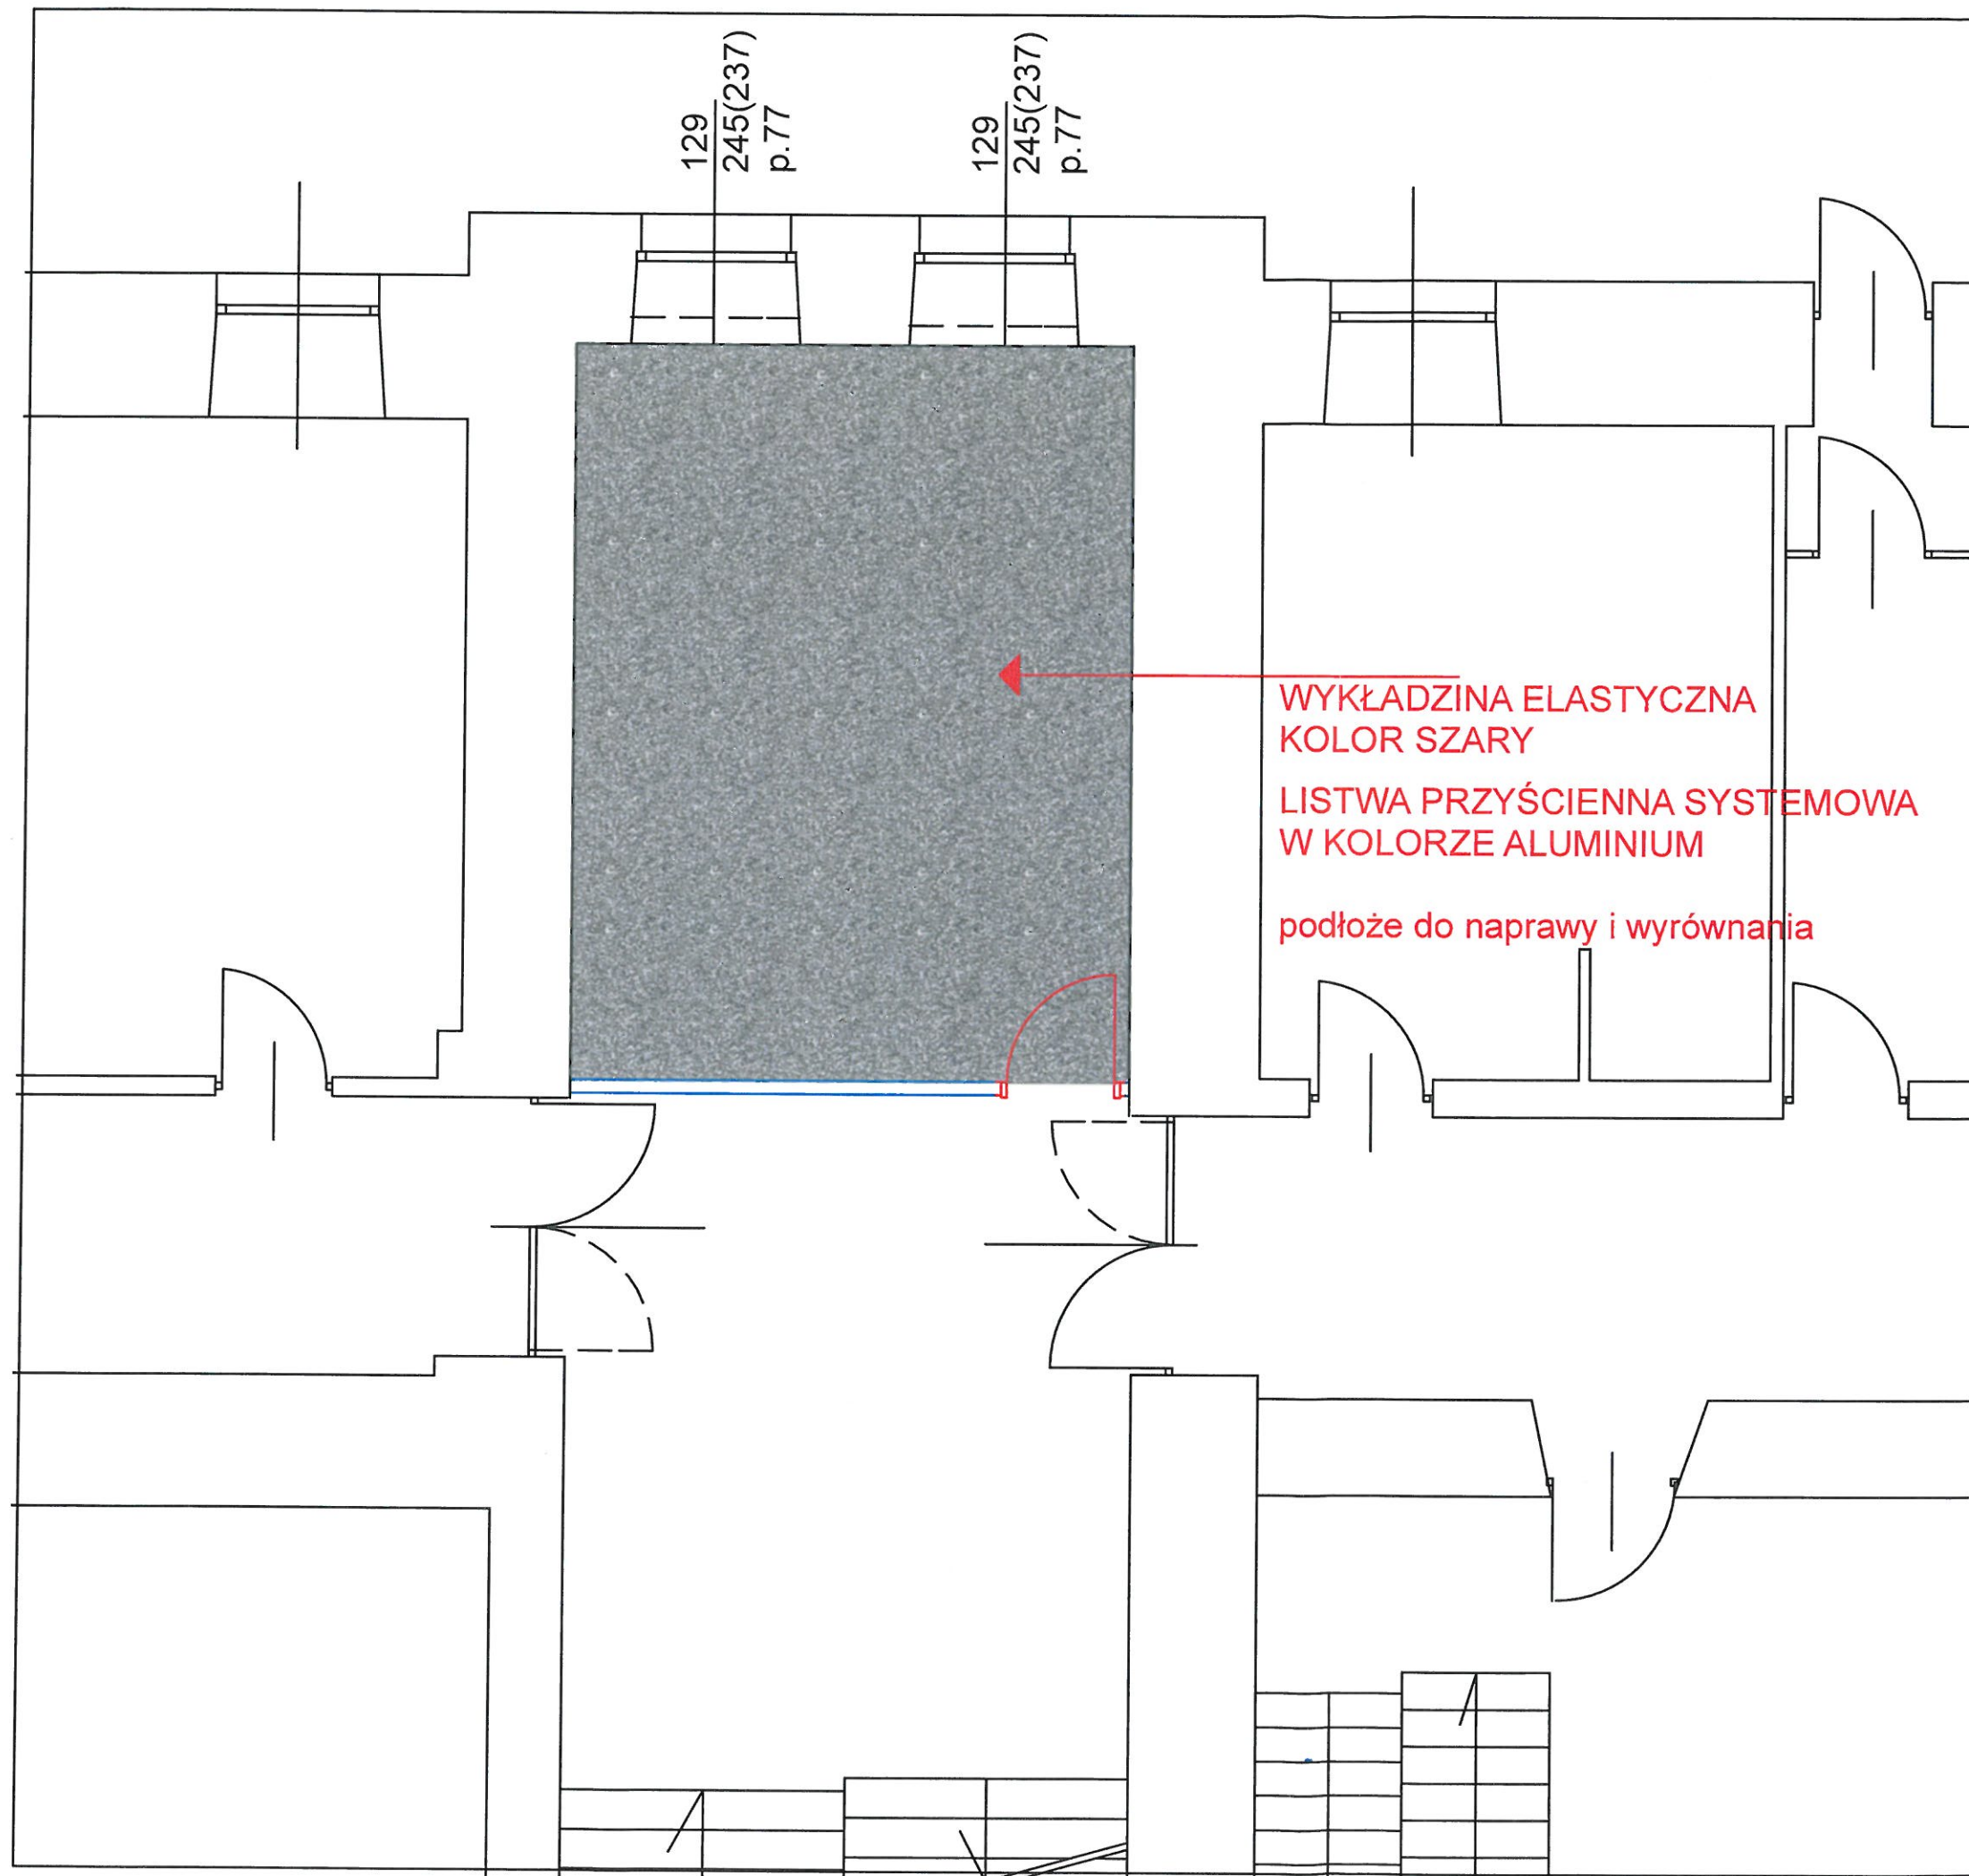 129
245(237)
p.77
129
245(237)
p.77
WYKŁADZINA ELASTYCZNA
KOLOR SZARY
LISTWA PRZYŚCIENNA SYSTEMOWA
W KOLORZE ALUMINIUM
podłoże do naprawy i wyrównania